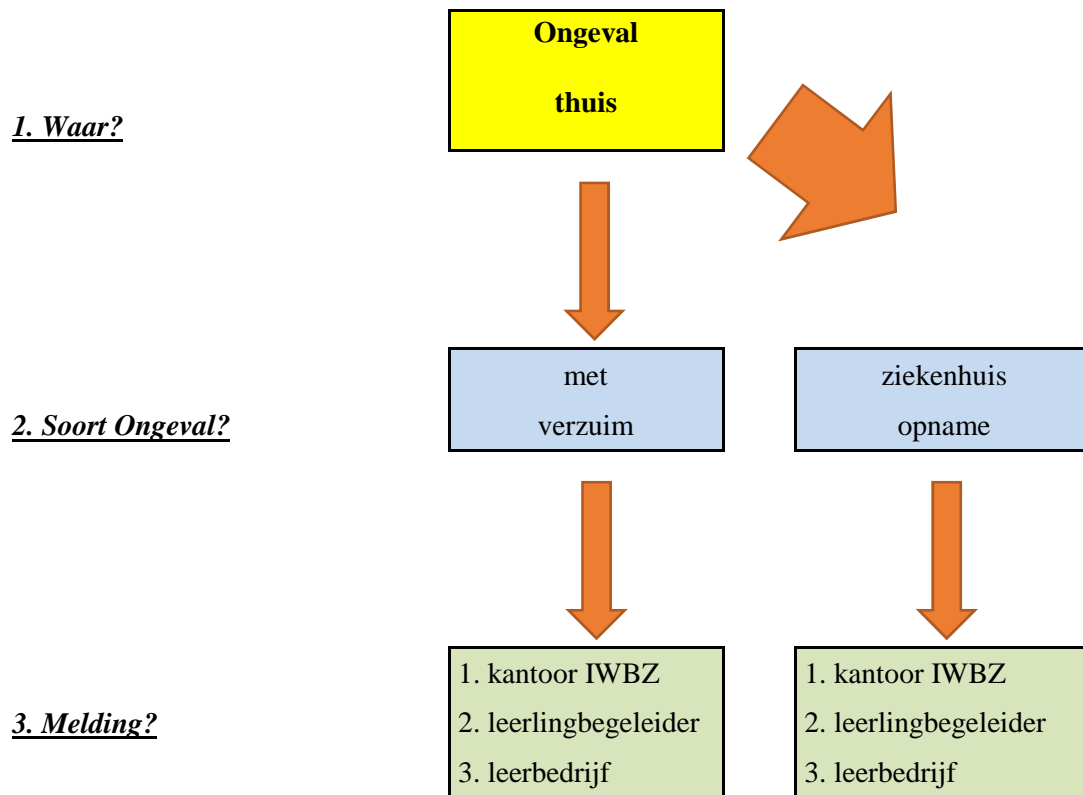 Ongeval
thuis
1. Waar?
met
verzuim
ziekenhuis
opname
2. Soort Ongeval?
1. kantoor IWBZ
2. leerlingbegeleider
3. leerbedrijf
1. kantoor IWBZ
2. leerlingbegeleider
3. leerbedrijf
3. Melding?